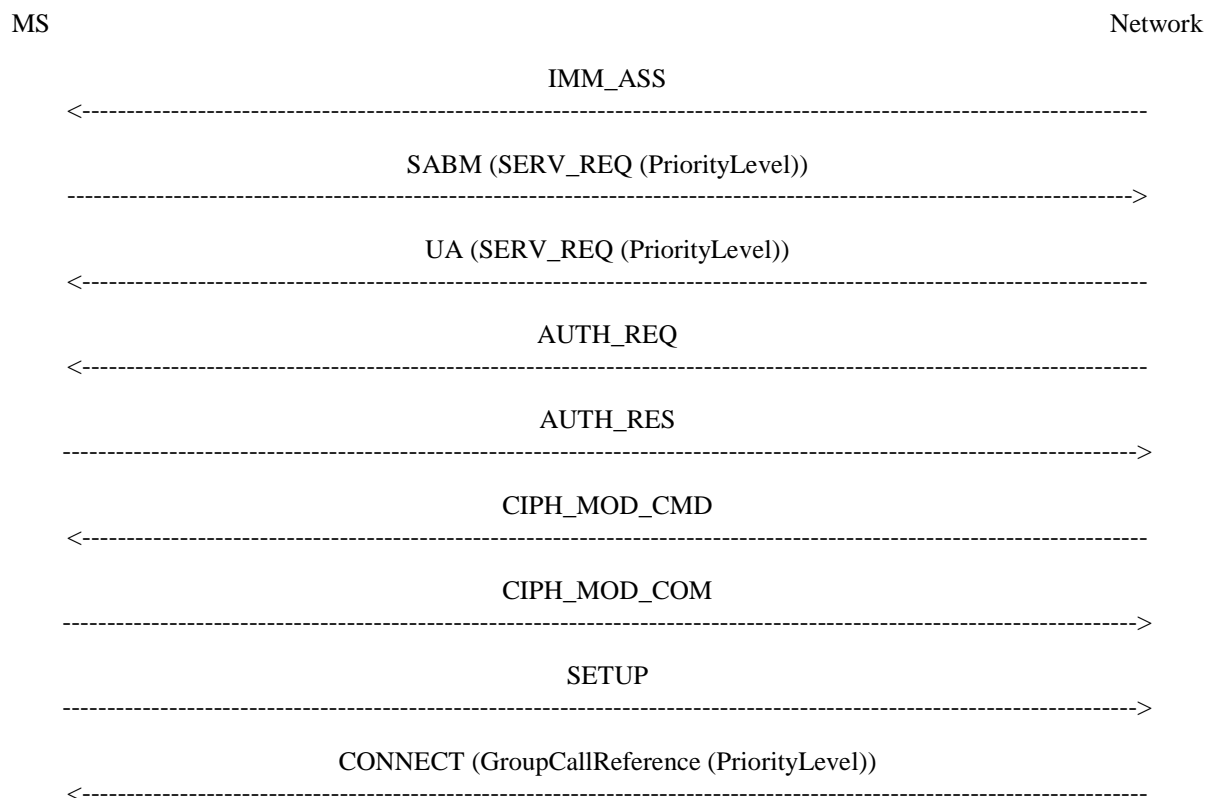 MS Network
IMM_ASS
<-----------------------------------------------------------------------------------------------------------------------
SABM (SERV_REQ (PriorityLevel))
----------------------------------------------------------------------------------------------------------------------->
UA (SERV_REQ (PriorityLevel))
<-----------------------------------------------------------------------------------------------------------------------
AUTH_REQ
<-----------------------------------------------------------------------------------------------------------------------
AUTH_RES
------------------------------------------------------------------------------------------------------------------------>
CIPH_MOD_CMD
<-----------------------------------------------------------------------------------------------------------------------
CIPH_MOD_COM
------------------------------------------------------------------------------------------------------------------------>
SETUP
------------------------------------------------------------------------------------------------------------------------>
CONNECT (GroupCallReference (PriorityLevel))
<-----------------------------------------------------------------------------------------------------------------------